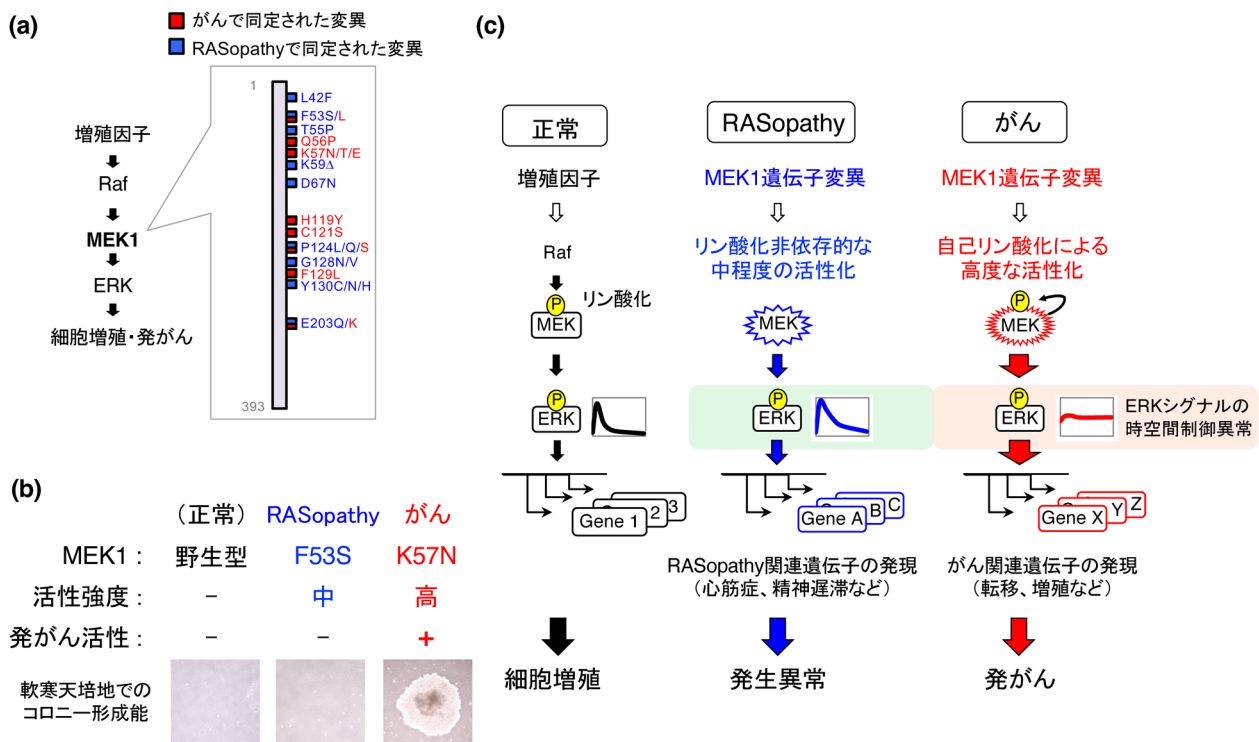 (a)
がんで同定された変異
RASopathyで同定された変異
増殖因子
Raf
MEK1
ERK
細胞増殖・発がん
1
L42F
F53S/L
T55P
Q56P
K57N/T/E
K59Δ
D67N
H119Y
C121S
P124L/Q/S
G128N/V
F129L
Y130C/N/H
E203Q/K
393
(b)
（正常） RASopathy がん
MEK1 : 野生型 F53S K57N
活性強度 : − 中 高
発がん活性 : − − +
軟寒天培地での
コロニー形成能
(c)
正常
増殖因子
Raf
P リン酸化
MEK
P
ERK
Gene 1 2 3
細胞増殖
RASopathy
MEK1遺伝子変異
リン酸化非依存的な
中程度の活性化
MEK
P
ERK
Gene A B C
RASopathy関連遺伝子の発現
（心筋症、精神遅滞など）
発生異常
がん
MEK1遺伝子変異
自己リン酸化による
高度な活性化
P
MEK
P
ERK
ERKシグナルの
時空間制御異常
Gene X Y Z
がん関連遺伝子の発現
（転移、増殖など）
発がん